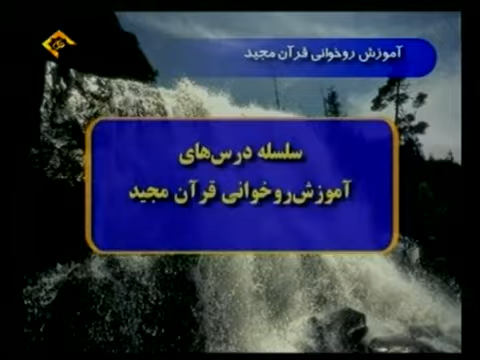 آموزش روخوانی قرآن مجید
سلسله درس‌های
آموزش‌روخوانی قرآن مجید